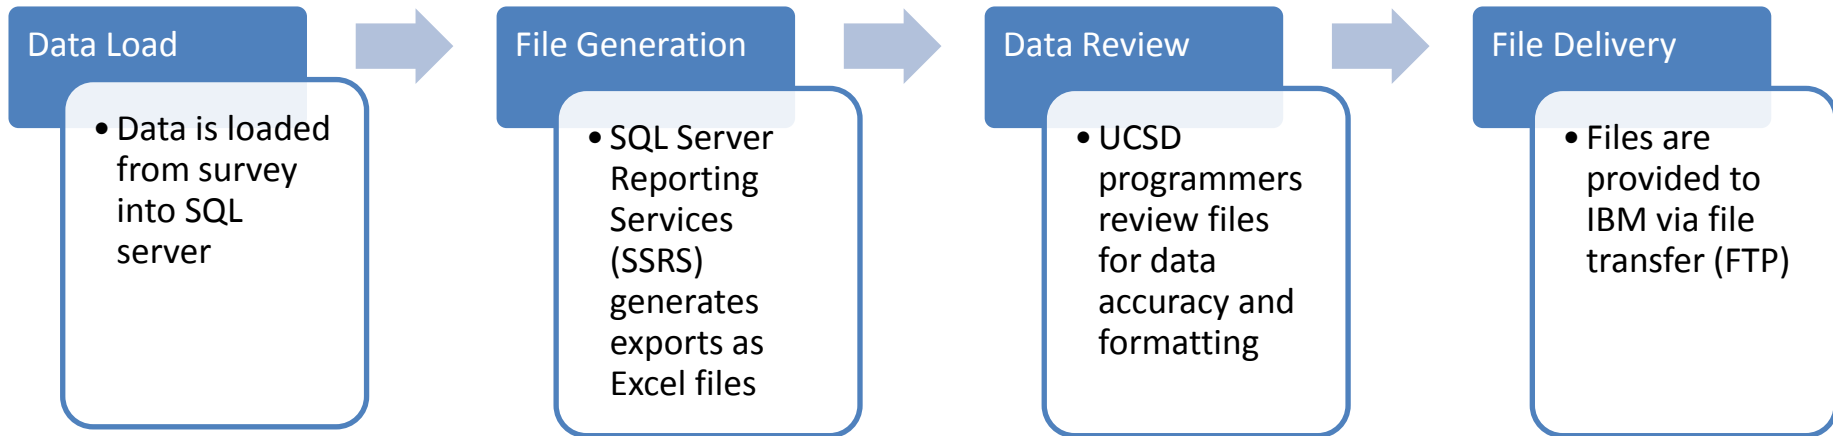 Data Load
• Data is loaded
from survey
into SQL
server
File Generation
• SQL Server
Reporting
Services
(SSRS)
generates
exports as
Excel files
Data Review
• UCSD
programmers
review files
for data
accuracy and
formatting
File Delivery
• Files are
provided to
IBM via file
transfer (FTP)